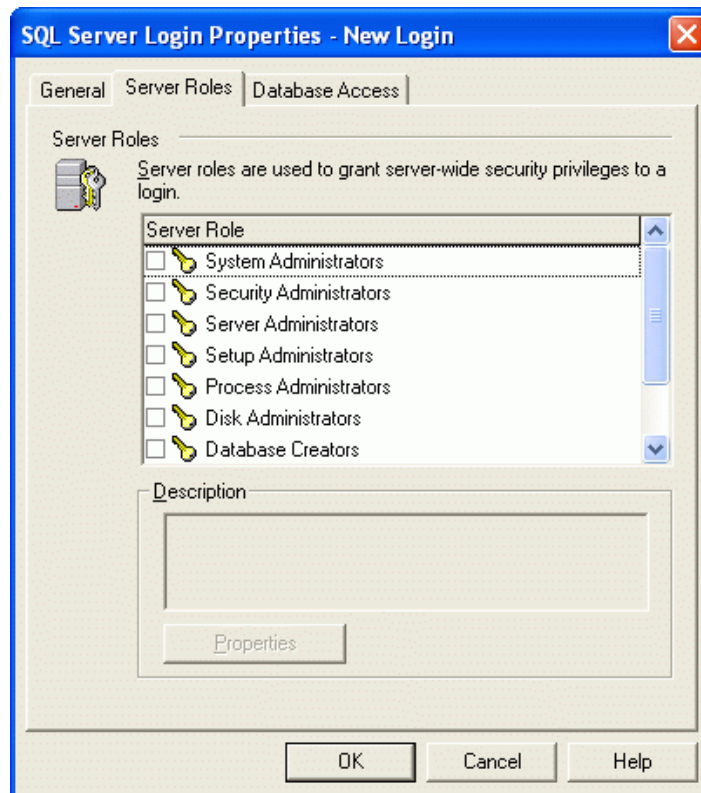 SQL Server Login Properties - New Login
General Server Roles Database Access
Server Roles
Server roles are used to grant server-wide security privileges to a
login.
Server Role
System Administrators
Security Administrators
Server Administrators
Setup Administrators
Process Administrators
Disk Administrators
Database Creators
Description
Properties
OK Cancel Help